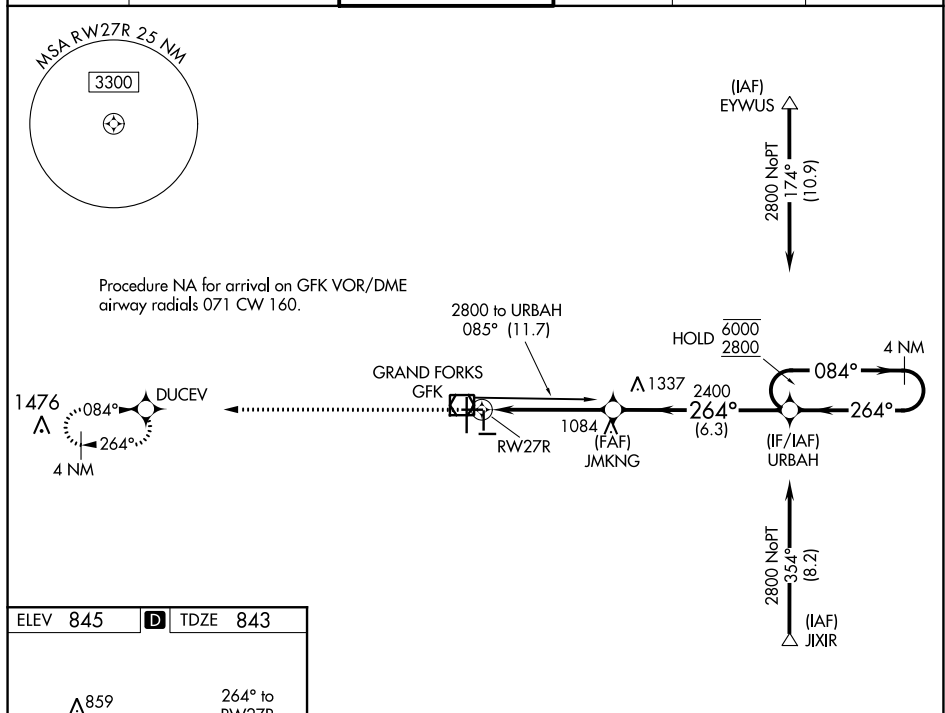 MSA RW27R 25 NM
3300
(IAF)
EYWUS
2800 NoPT
174°
(10.9)
Procedure NA for arrival on GFK VOR/DME
airway radials 071 CW 160.
2800 to URBAH
085° (11.7)
HOLD
6000
2800
4 NM
084°
264°
GRAND FORKS
GFK
1337
2400
264°
(6.3)
1084
(FAF)
JMKNG
RW27R
(IF/IAF)
URBAH
DUCEV
1476
084°
264°
4 NM
2800 NoPT
354°
(8.2)
(IAF)
JIXIR
ELEV 845 D TDZE 843
859
264° to
RW27R